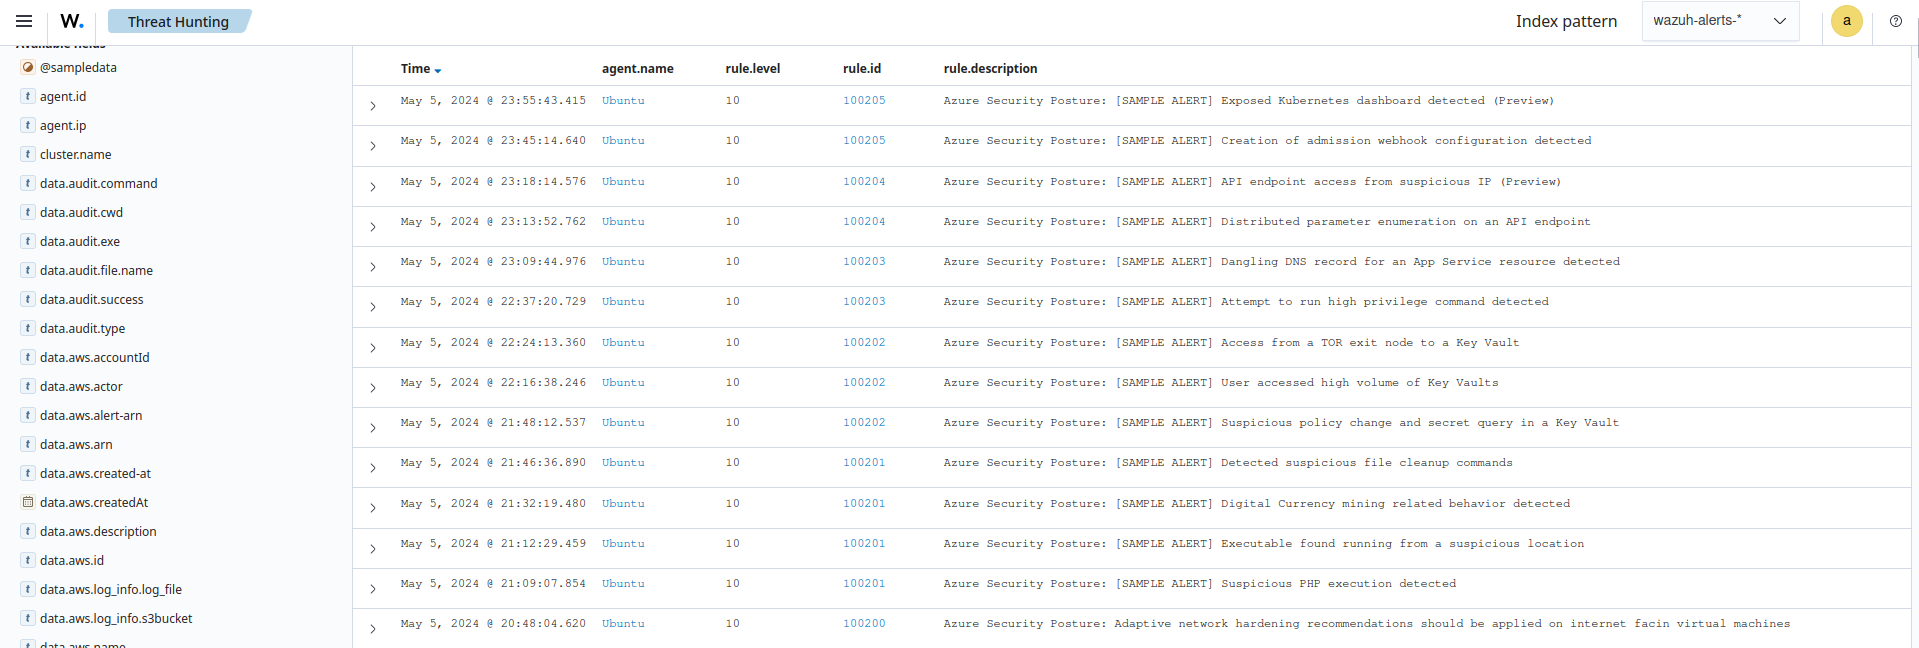 W. Threat Hunting Index pattern wazuh-alerts-* a
Available fields
@sampledata
t agent.id
t agent.ip
t cluster.name
t data.audit.command
t data.audit.cwd
t data.audit.exe
t data.audit.file.name
t data.audit.success
t data.audit.type
t data.aws.accountId
t data.aws.actor
t data.aws.alert-arn
t data.aws.arn
t data.aws.created-at
data.aws.createdAt
t data.aws.description
t data.aws.id
t data.aws.log_info.log_file
t data.aws.log_info.s3bucket
data.aws.name
Time agent.name rule.level rule.id rule.description
May 5, 2024 @ 23:55:43.415 Ubuntu 10 100205 Azure Security Posture: [SAMPLE ALERT] Exposed Kubernetes dashboard detected (Preview)
May 5, 2024 @ 23:45:14.640 Ubuntu 10 100205 Azure Security Posture: [SAMPLE ALERT] Creation of admission webhook configuration detected
May 5, 2024 @ 23:18:14.576 Ubuntu 10 100204 Azure Security Posture: [SAMPLE ALERT] API endpoint access from suspicious IP (Preview)
May 5, 2024 @ 23:13:52.762 Ubuntu 10 100204 Azure Security Posture: [SAMPLE ALERT] Distributed parameter enumeration on an API endpoint
May 5, 2024 @ 23:09:44.976 Ubuntu 10 100203 Azure Security Posture: [SAMPLE ALERT] Dangling DNS record for an App Service resource detected
May 5, 2024 @ 22:37:20.729 Ubuntu 10 100203 Azure Security Posture: [SAMPLE ALERT] Attempt to run high privilege command detected
May 5, 2024 @ 22:24:13.360 Ubuntu 10 100202 Azure Security Posture: [SAMPLE ALERT] Access from a TOR exit node to a Key Vault
May 5, 2024 @ 22:16:38.246 Ubuntu 10 100202 Azure Security Posture: [SAMPLE ALERT] User accessed high volume of Key Vaults
May 5, 2024 @ 21:48:12.537 Ubuntu 10 100202 Azure Security Posture: [SAMPLE ALERT] Suspicious policy change and secret query in a Key Vault
May 5, 2024 @ 21:46:36.890 Ubuntu 10 100201 Azure Security Posture: [SAMPLE ALERT] Detected suspicious file cleanup commands
May 5, 2024 @ 21:32:19.480 Ubuntu 10 100201 Azure Security Posture: [SAMPLE ALERT] Digital Currency mining related behavior detected
May 5, 2024 @ 21:12:29.459 Ubuntu 10 100201 Azure Security Posture: [SAMPLE ALERT] Executable found running from a suspicious location
May 5, 2024 @ 21:09:07.854 Ubuntu 10 100201 Azure Security Posture: [SAMPLE ALERT] Suspicious PHP execution detected
May 5, 2024 @ 20:48:04.620 Ubuntu 10 100200 Azure Security Posture: Adaptive network hardening recommendations should be applied on internet facin virtual machines